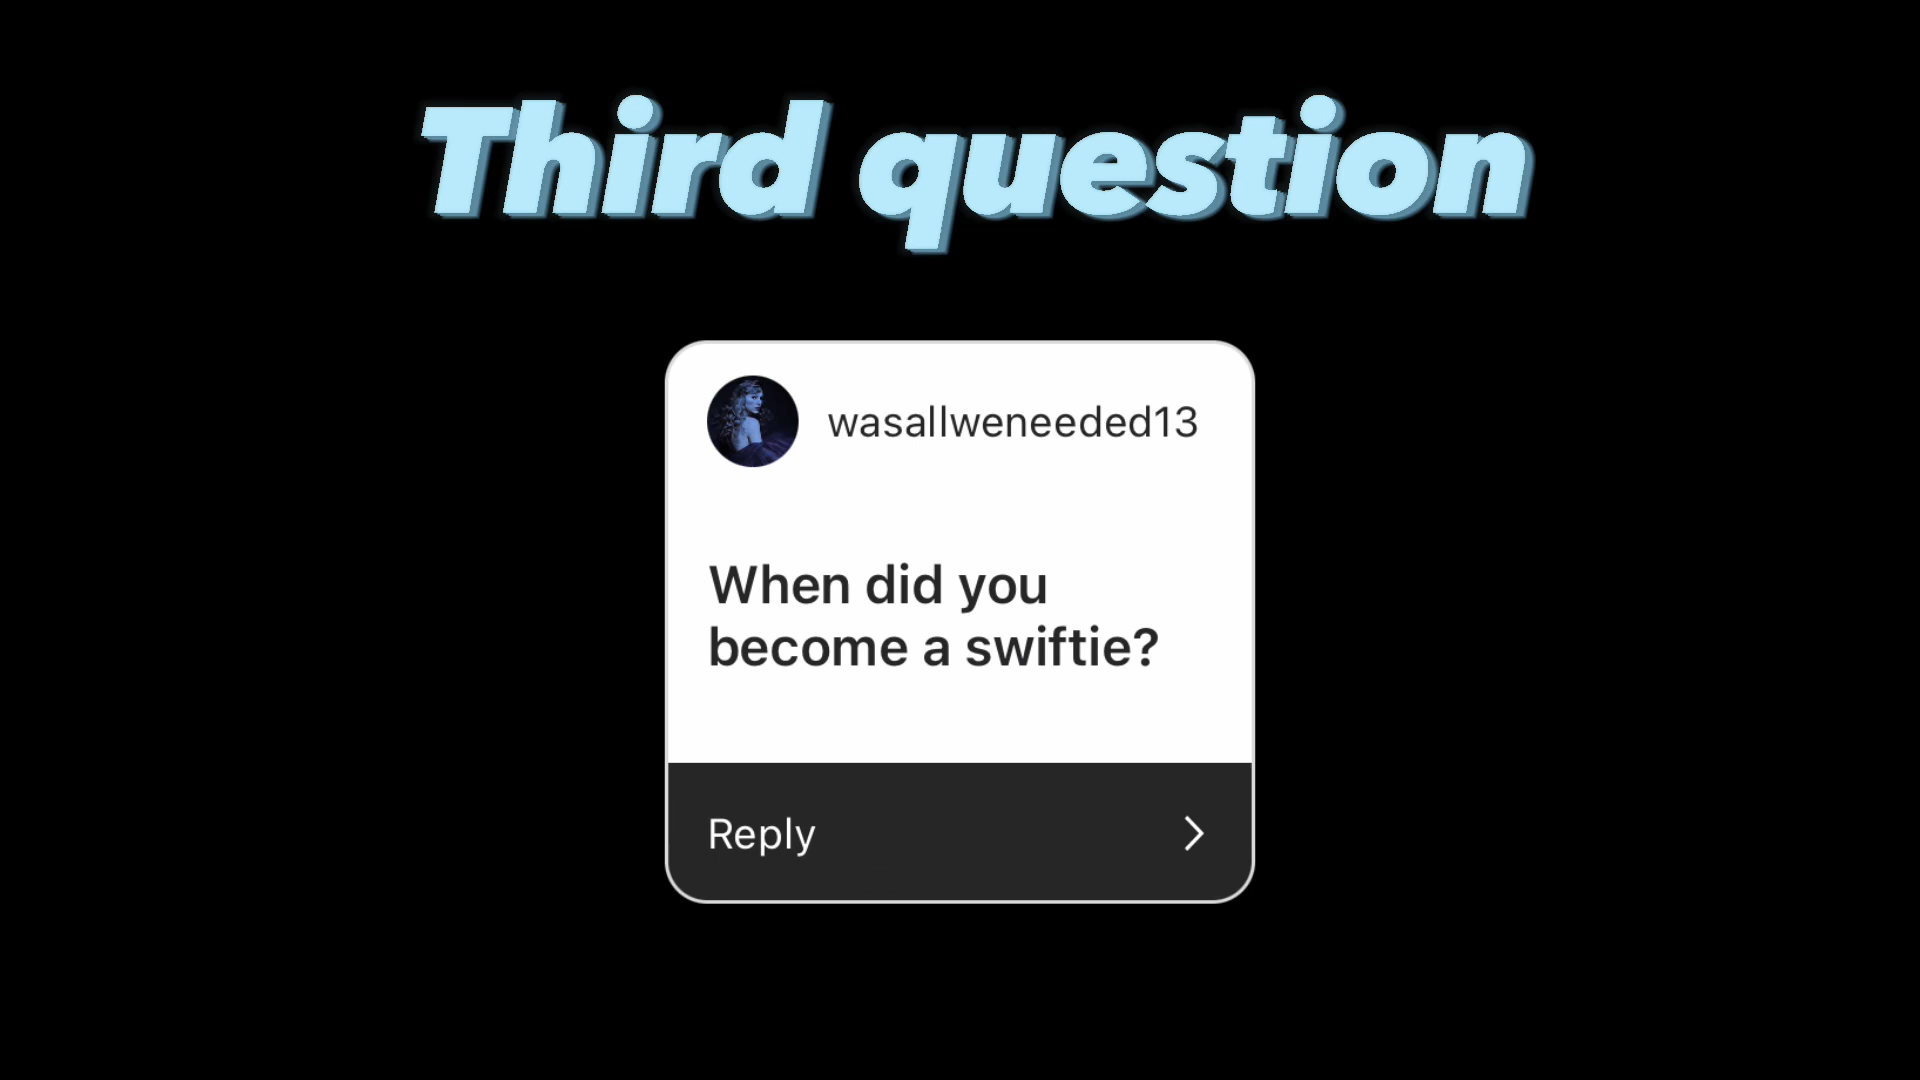 Third question
wasallweneeded13
When did you
become a swiftie?
Reply